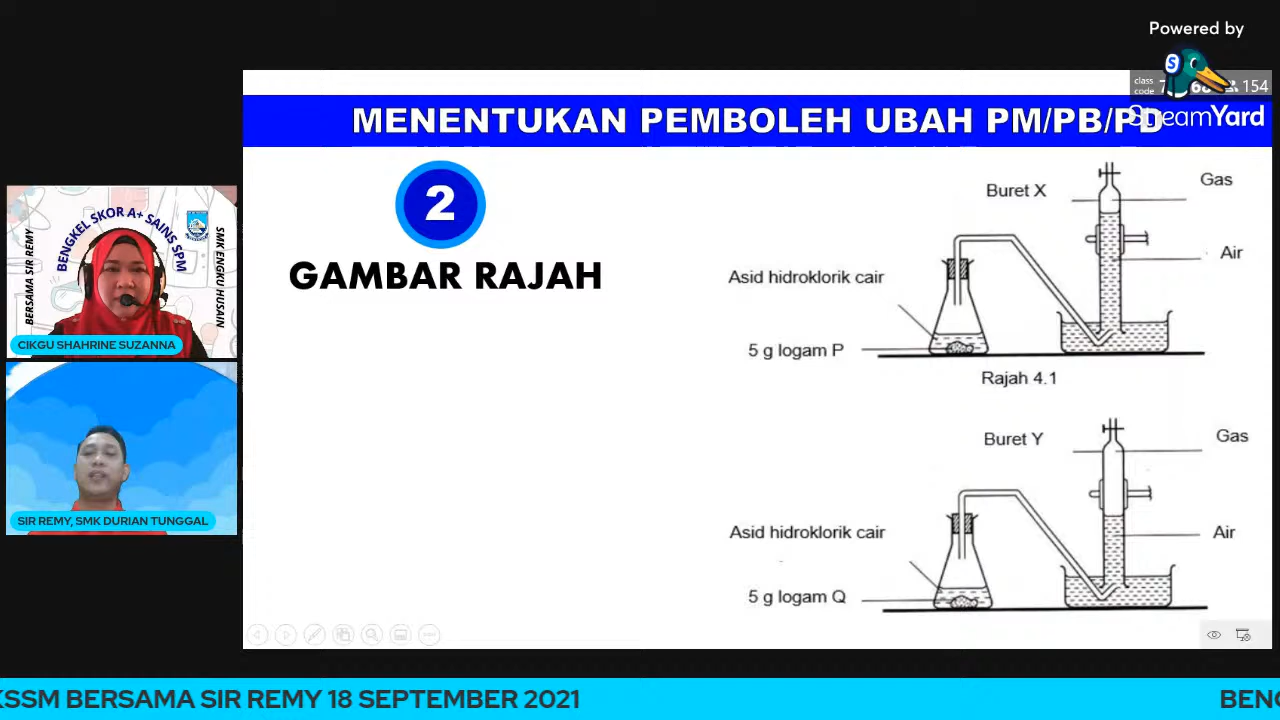 Powered by
StreamYard
class code
154
MENENTUKAN PEMBOLEH UBAH PM/PB/PD
2
GAMBAR RAJAH
Buret X
Gas
Air
Asid hidroklorik cair
5 g logam P
Rajah 4.1
Buret Y
Gas
Air
Asid hidroklorik cair
5 g logam Q
BERSAMA SIR REMY
BENGKEL SKOR A+ SAINS SPM
SMK ENGKU HUSAIN
CIKGU SHAHRINE SUZANNA
SIR REMY, SMK DURIAN TUNGGAL
KSSM BERSAMA SIR REMY 18 SEPTEMBER 2021